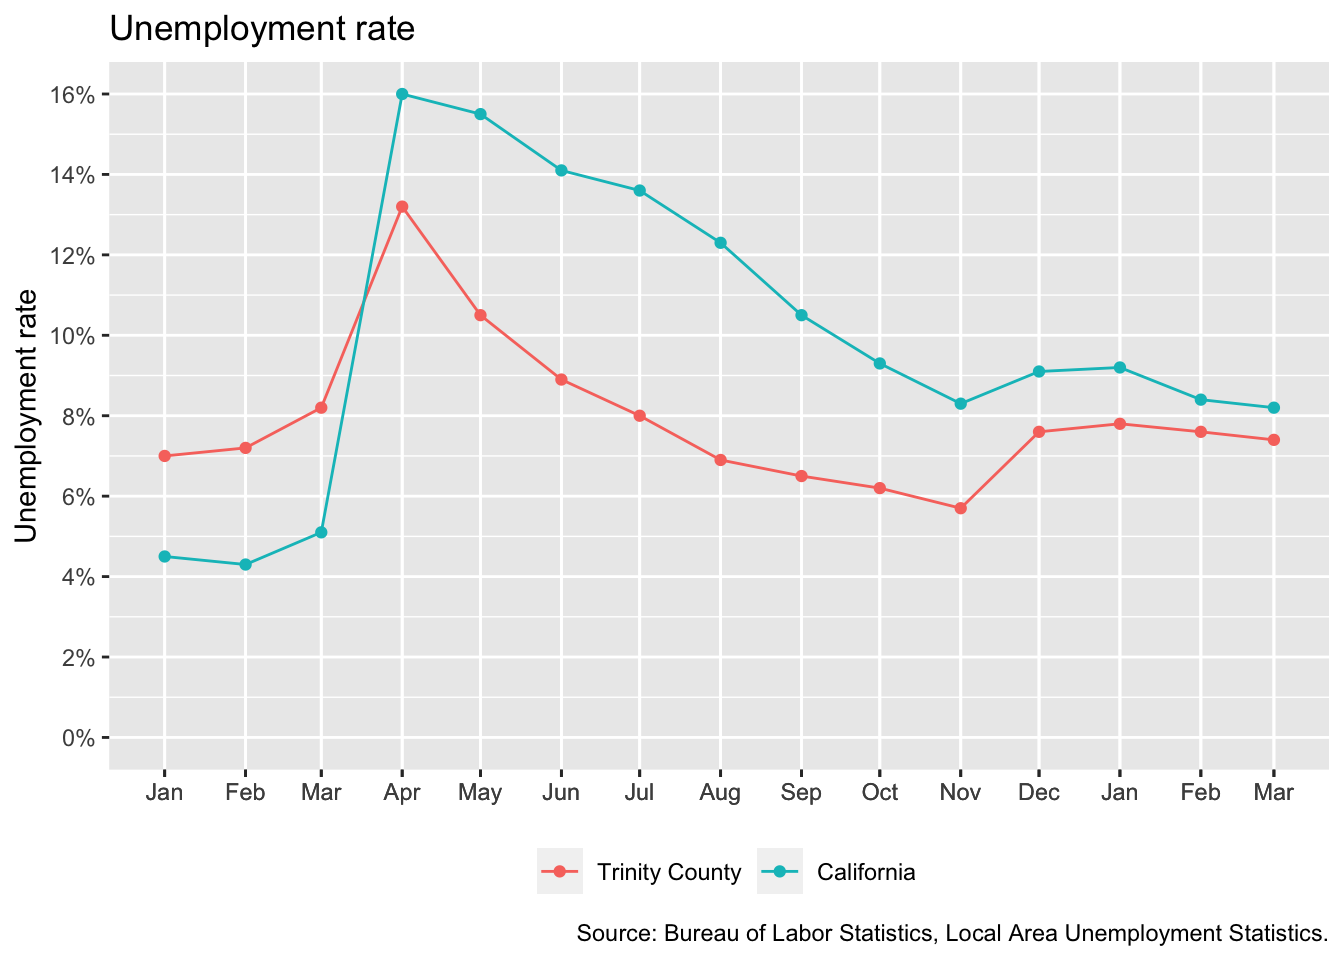 Unemployment rate
Unemployment rate
16%
14%
12%
10%
8%
6%
4%
2%
0%
Jan Feb Mar Apr May Jun Jul Aug Sep Oct Nov Dec Jan Feb Mar
Trinity County California
Source: Bureau of Labor Statistics, Local Area Unemployment Statistics.